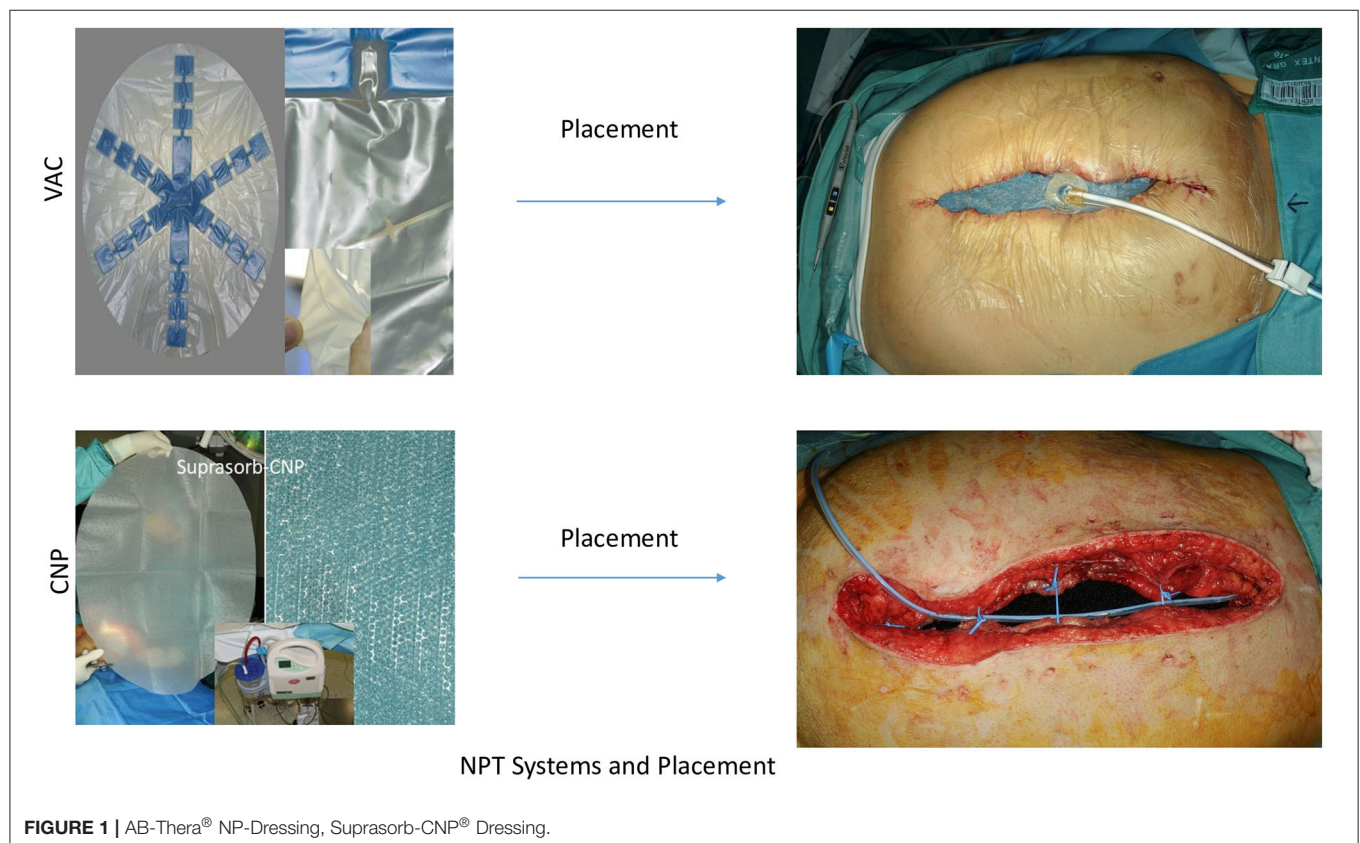 VAC
Placement
Suprasorb-CNP
CNP
Placement
NPT Systems and Placement
FIGURE 1 | AB-Thera® NP-Dressing, Suprasorb-CNP® Dressing.